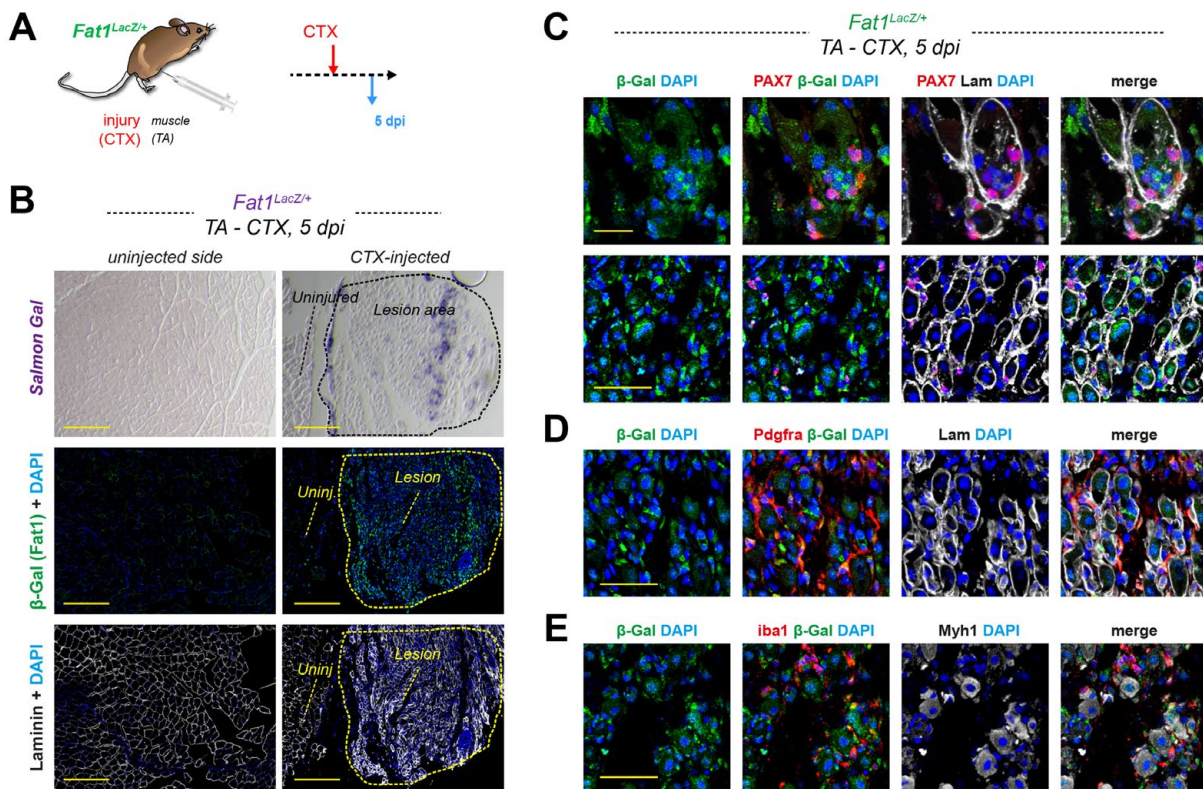 A
Fat1LacZ/+
injury
(CTX)
muscle
(TA)
CTX
5 dpi
B
Fat1LacZ/+
TA - CTX, 5 dpi
uninjected side
CTX-injected
Salmon Gal
Uninjured
Lesion area
β-Gal (Fat1) + DAPI
Uninj.
Lesion
Laminin + DAPI
Uninj
Lesion
C
Fat1LacZ/+
TA - CTX, 5 dpi
β-Gal DAPI
PAX7 β-Gal DAPI
PAX7 Lam DAPI
merge
D
β-Gal DAPI
Pdgfra β-Gal DAPI
Lam DAPI
merge
E
β-Gal DAPI
iba1 β-Gal DAPI
Myh1 DAPI
merge